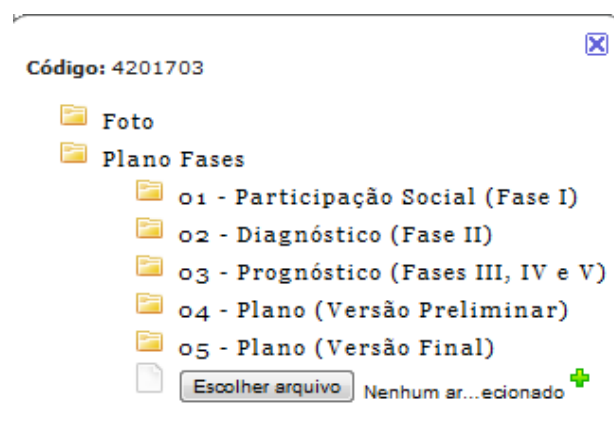 Código: 4201703
Foto
Plano Fases
01 - Participação Social (Fase I)
02 - Diagnóstico (Fase II)
03 - Prognóstico (Fases III, IV e V)
04 - Plano (Versão Preliminar)
05 - Plano (Versão Final)
Escolher arquivo Nenhum ar...ecionado